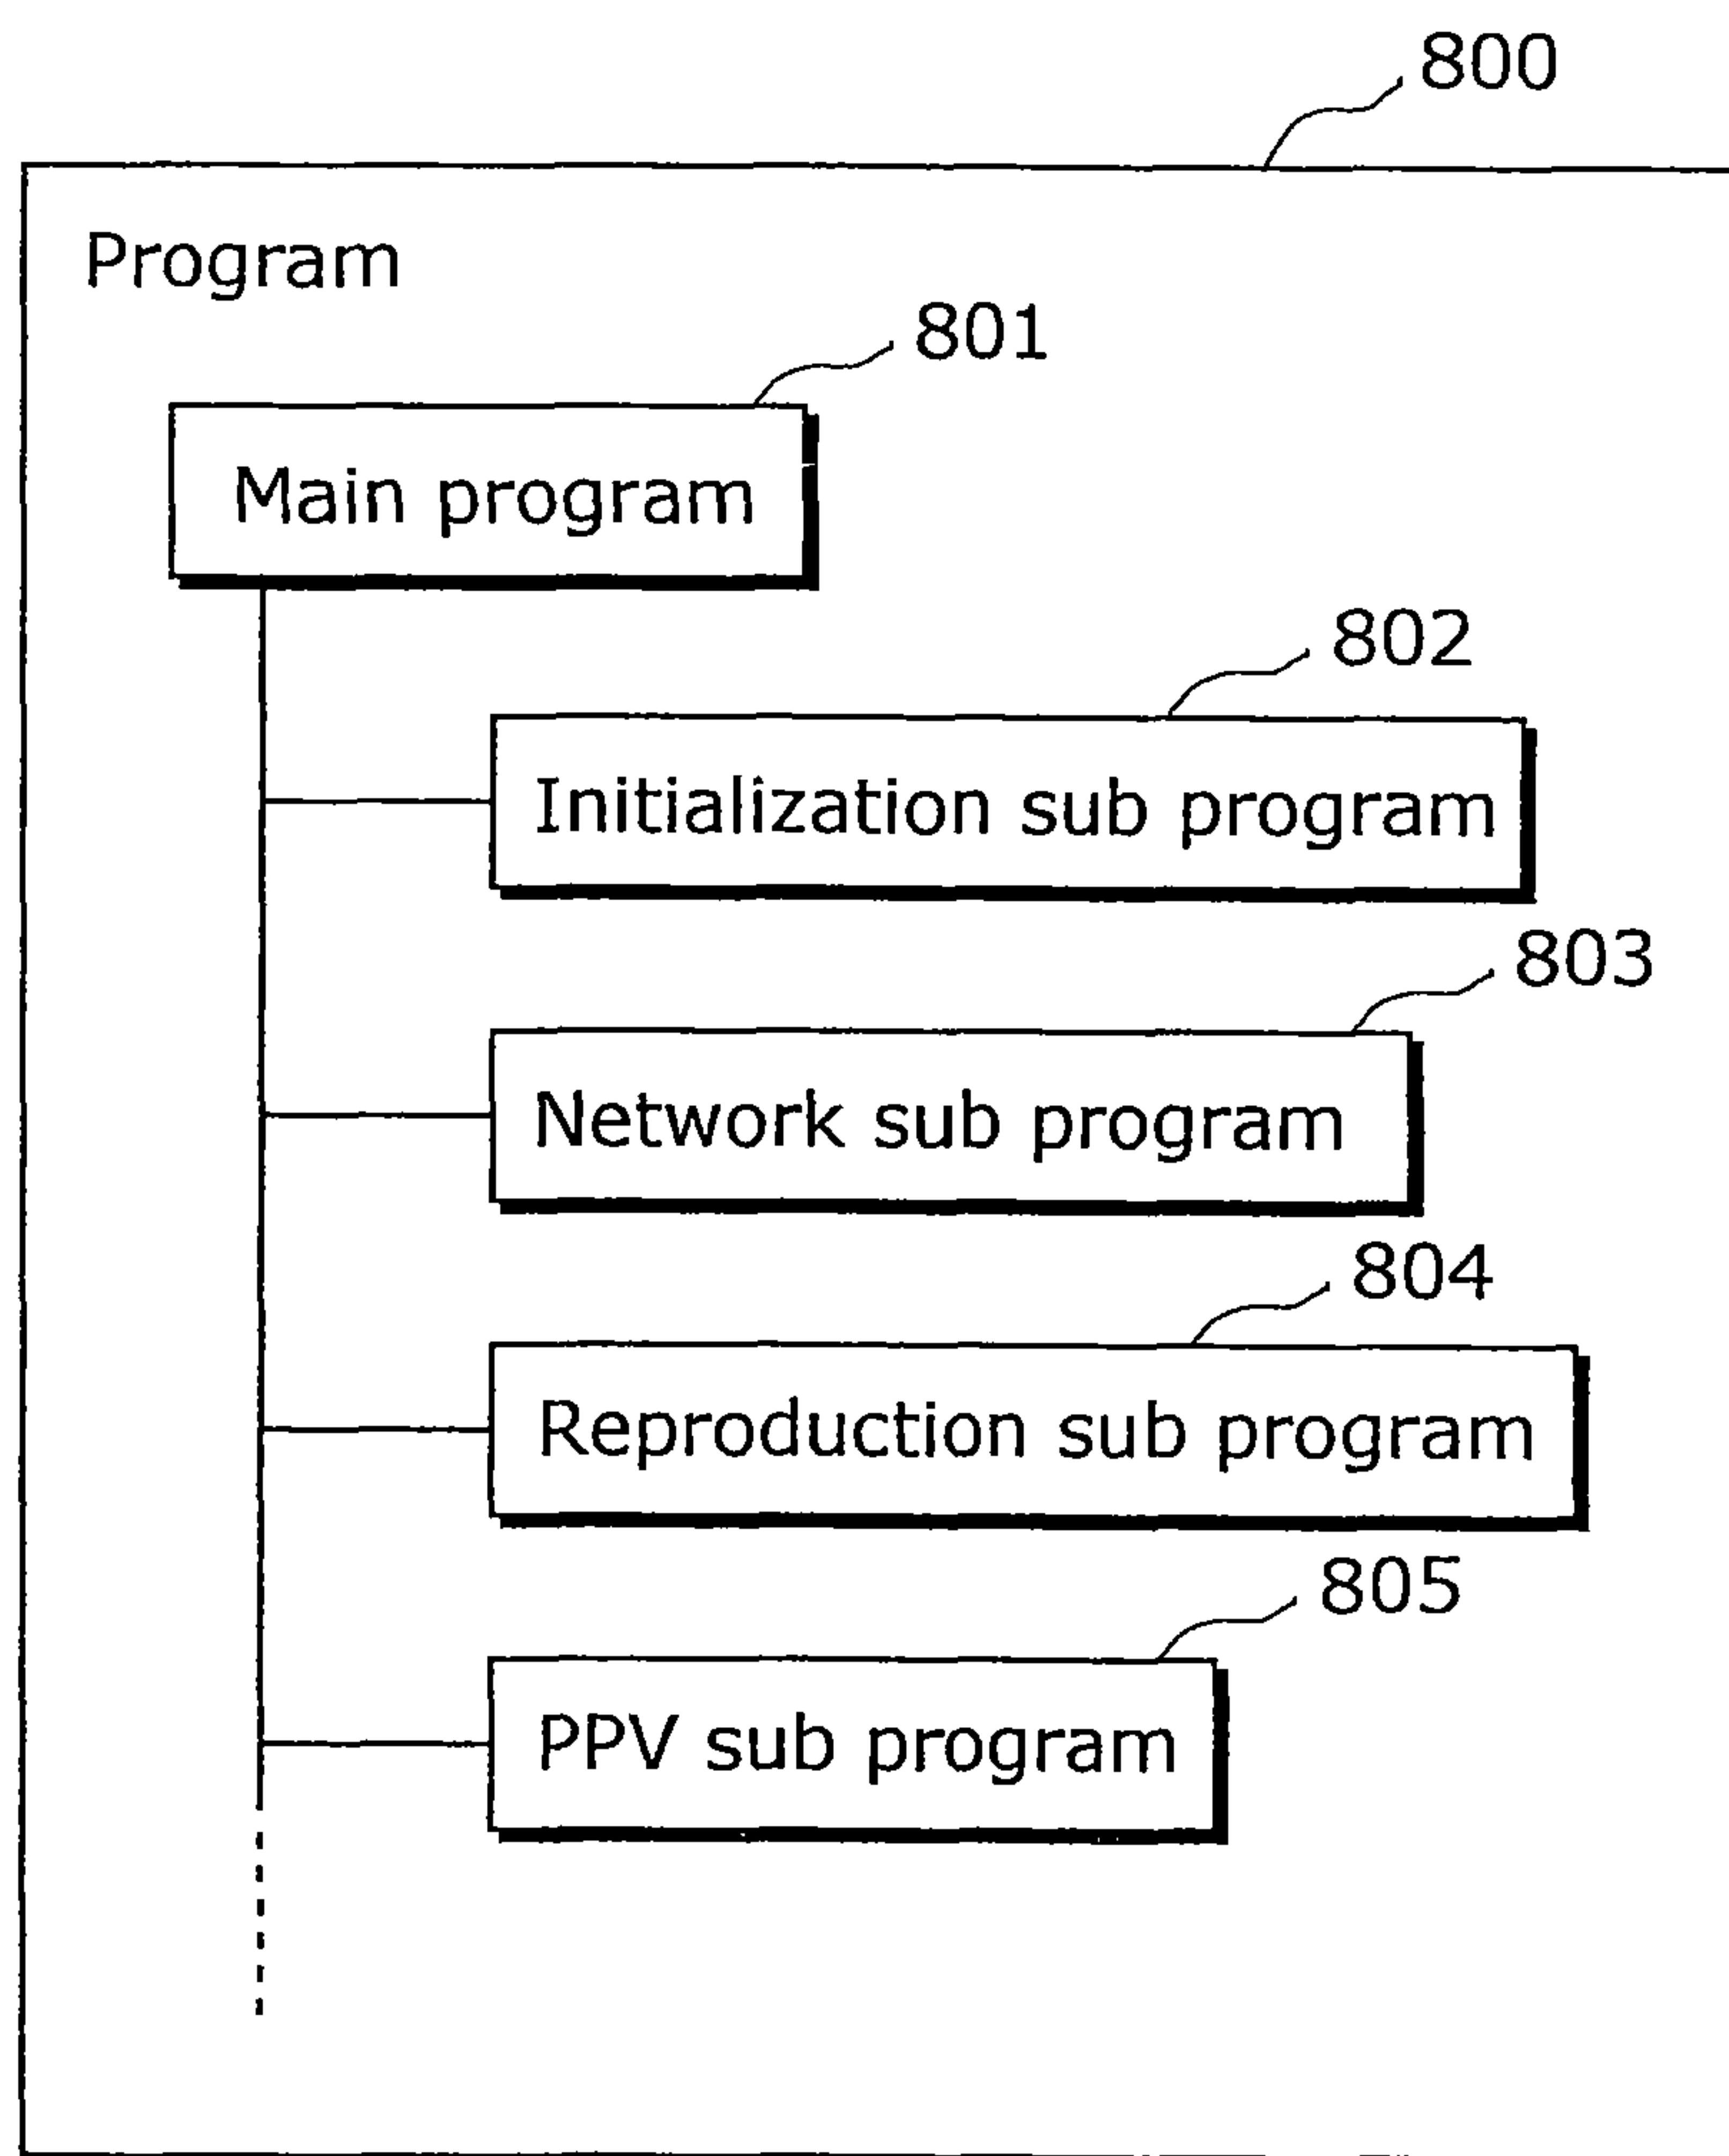 800
Program
801
Main program
802
Initialization sub program
803
Network sub program
804
Reproduction sub program
805
PPV sub program